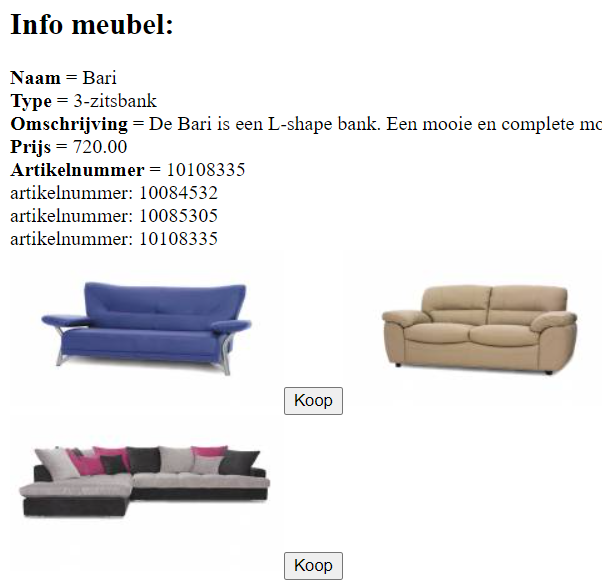 Info meubel:
Naam = Bari
Type = 3-zitsbank
Omschrijving = De Bari is een L-shape bank. Een mooie en complete mo
Prijs = 720.00
Artikelnummer = 10108335
artikelnummer: 10084532
artikelnummer: 10085305
artikelnummer: 10108335
Koop
Koop